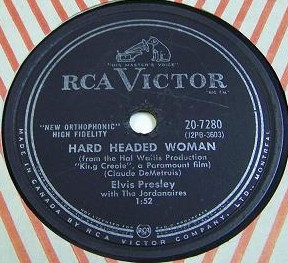 "HIS MASTER'S VOICE"
RCA VICTOR
"NEW ORTHOPHONIC"
HIGH FIDELITY
20-7280
(J2PB-3603)
HARD HEADED WOMAN
(from the Hal Wallis Production
"King Creole", a Paramount film)
(Claude DeMetruis)
Elvis Presley
with The Jordanaires
1:52
MADE IN CANADA BY RCA VICTOR COMPANY, LTD., MONTREAL